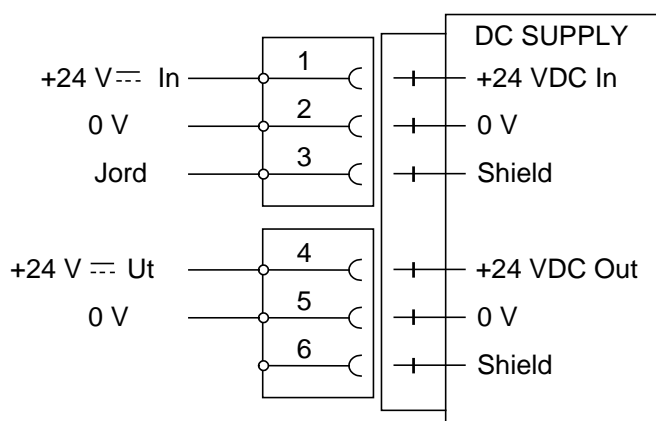 DC SUPPLY
+24 V⎓ In 1 +24 VDC In
0 V 2 0 V
Jord 3 Shield
+24 V ⎓ Ut 4 +24 VDC Out
0 V 5 0 V
6 Shield